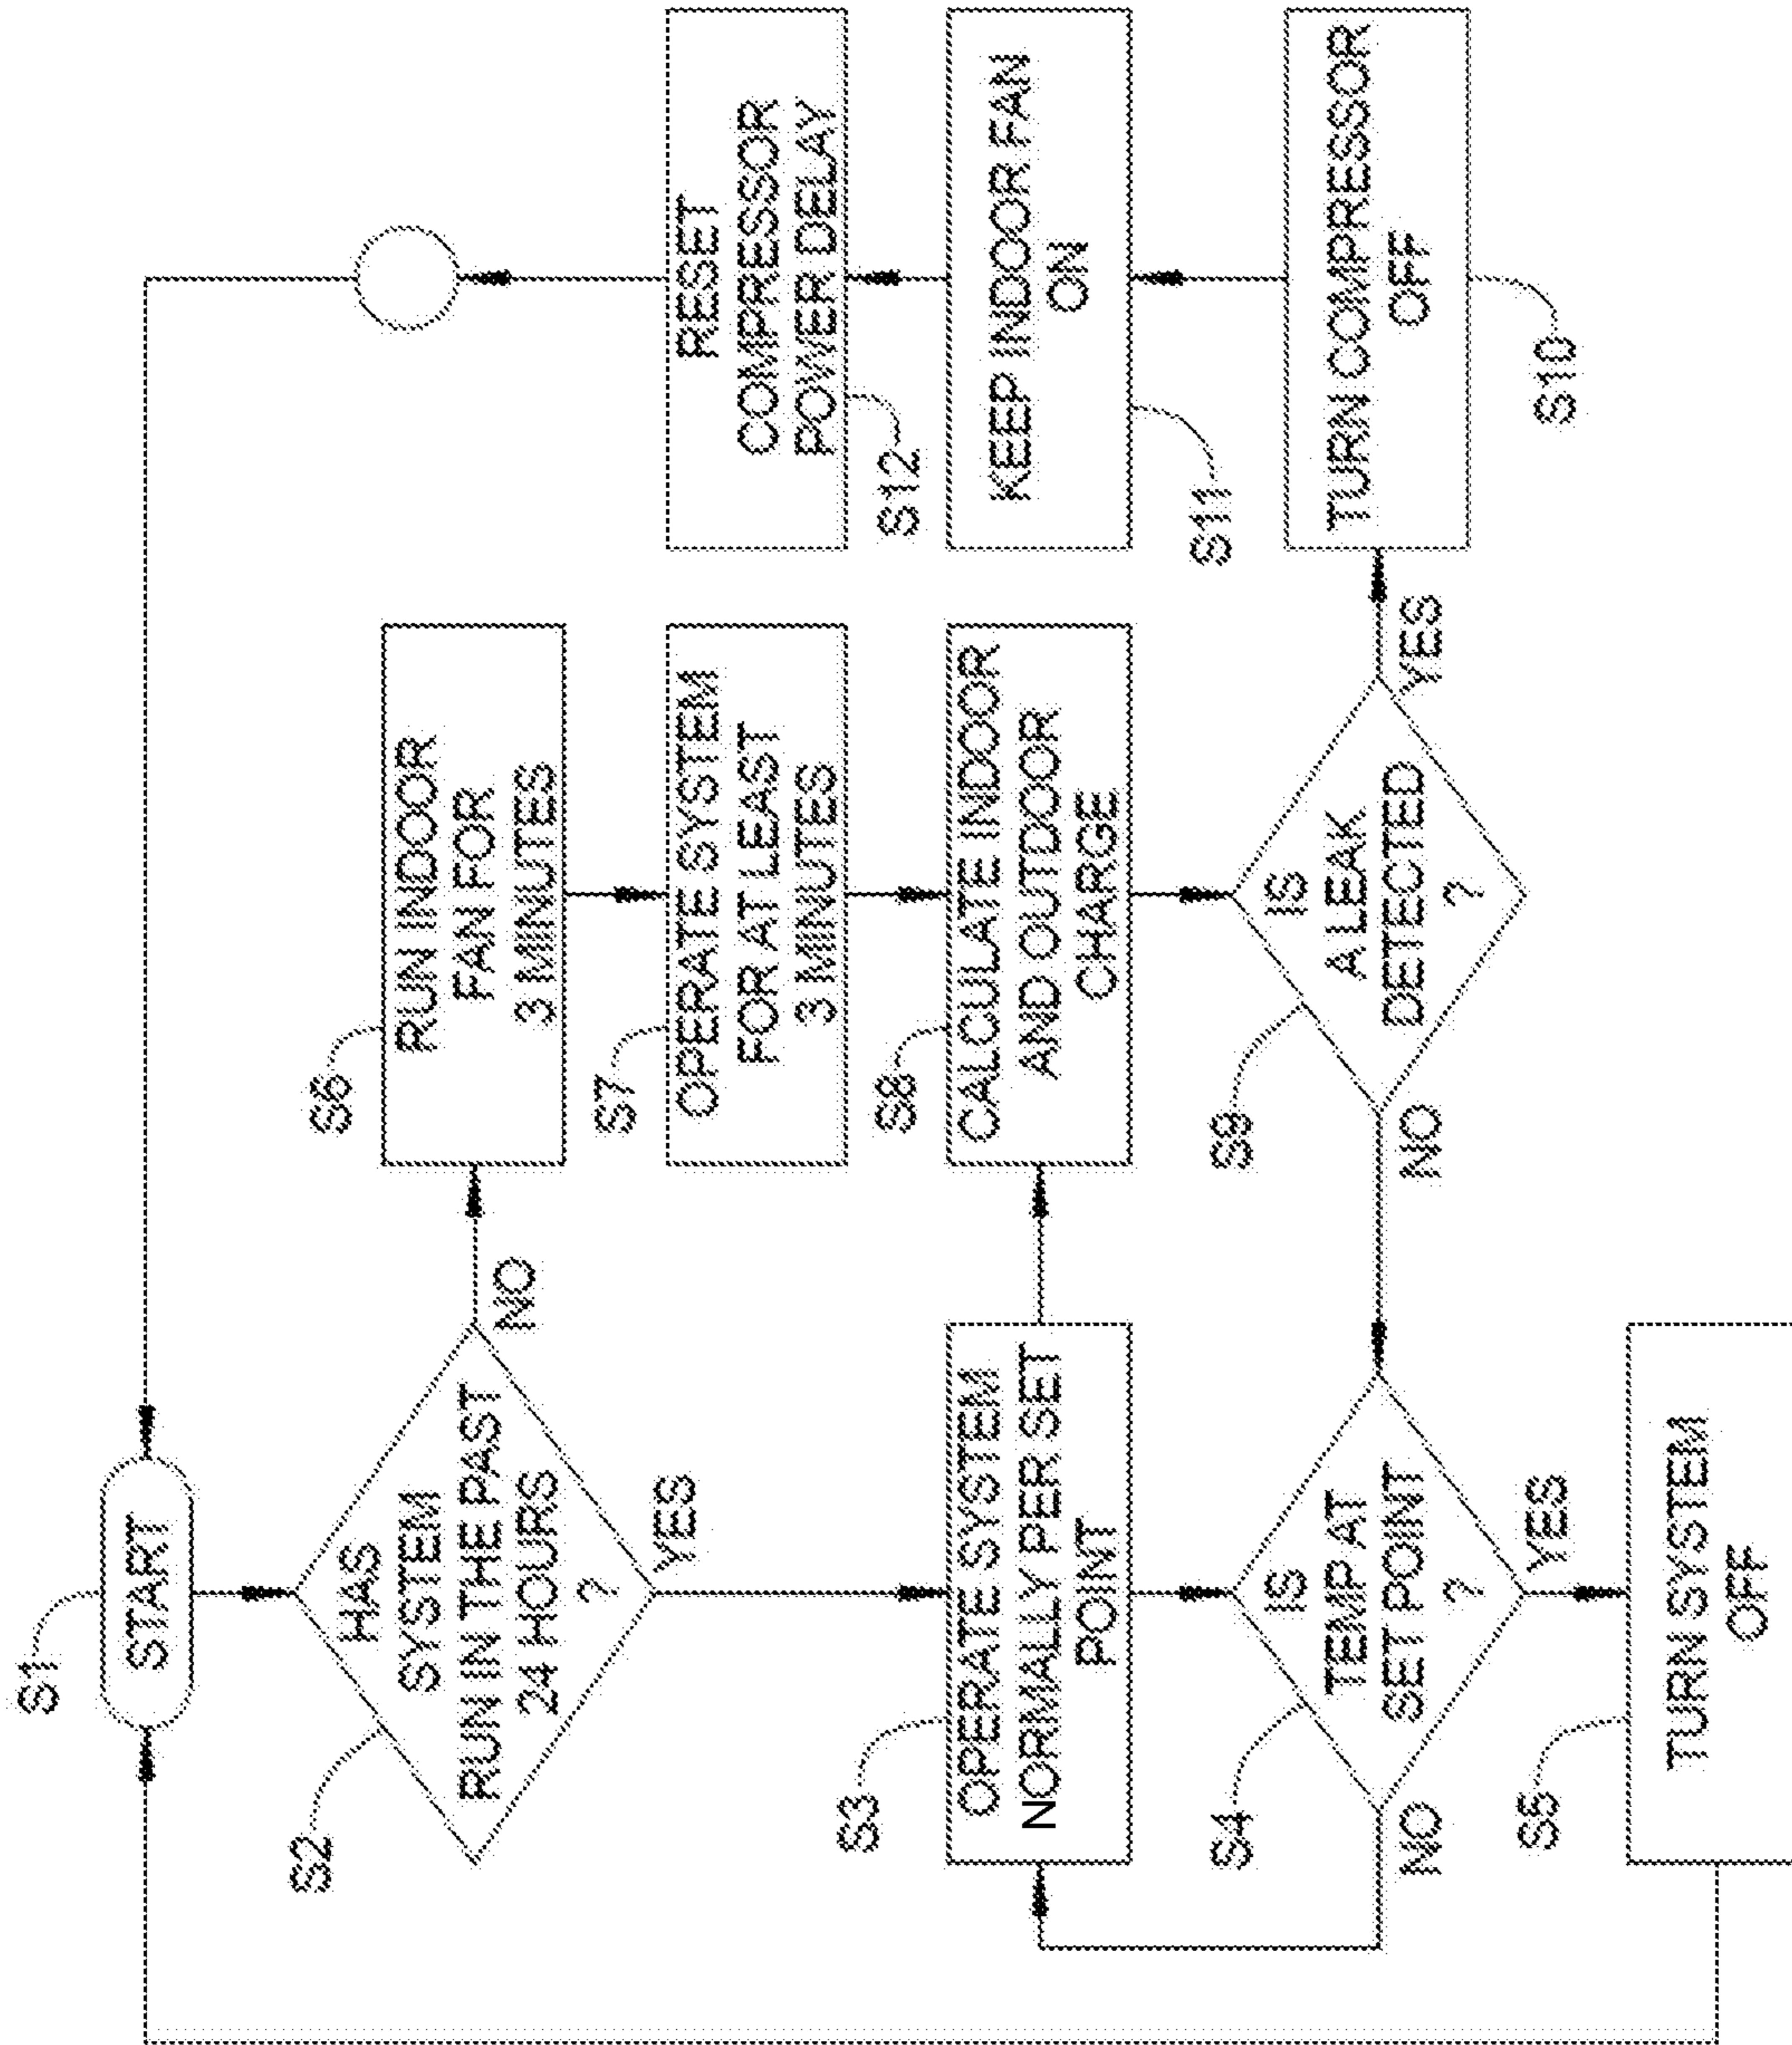 S1
START
S2
HAS
SYSTEM
RUN IN THE PAST
24 HOURS
?
NO
YES
S3
OPERATE SYSTEM
NORMALLY PER SET
POINT
S4
IS
TEMP AT
SET POINT
?
NO
YES
S5
TURN SYSTEM
OFF
S6
RUN INDOOR
FAN FOR
3 MINUTES
S7
OPERATE SYSTEM
FOR AT LEAST
3 MINUTES
S8
CALCULATE INDOOR
AND OUTDOOR
CHARGE
S9
IS
A LEAK
DETECTED
?
NO
YES
RESET
COMPRESSOR
POWER DELAY
S12
KEEP INDOOR FAN
ON
S11
TURN COMPRESSOR
OFF
S10